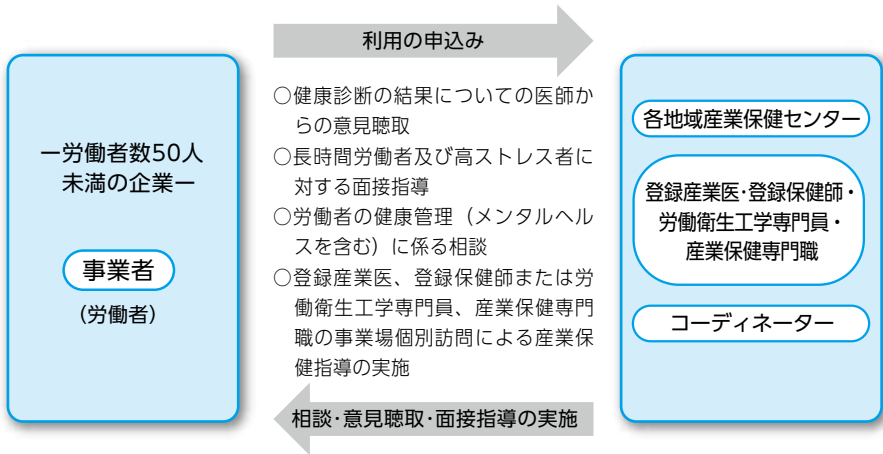 利用の申込み
ー労働者数50人
未満の企業ー
事業者
(労働者)
○健康診断の結果についての医師か
らの意見聴取
○長時間労働者及び高ストレス者に
対する面接指導
○労働者の健康管理(メンタルヘル
スを含む)に係る相談
○登録産業医、登録保健師または労
働衛生工学専門員、産業保健専門
職の事業場個別訪問による産業保
健指導の実施
相談・意見聴取・面接指導の実施
各地域産業保健センター
登録産業医・登録保健師・
労働衛生工学専門員・
産業保健専門職
コーディネーター